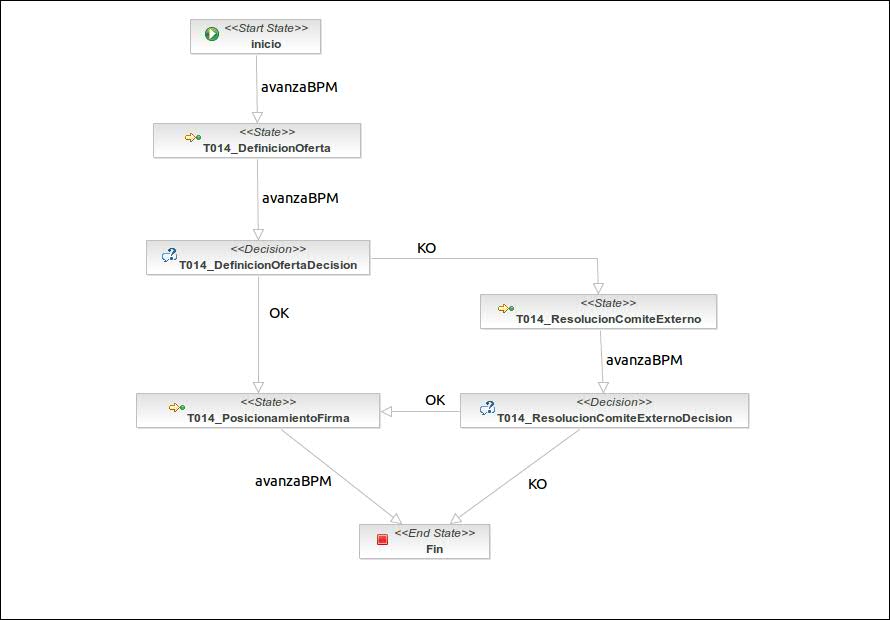 <<Start State>>
inicio
avanzaBPM
<<State>>
T014_DefinicionOferta
avanzaBPM
<<Decision>>
T014_DefinicionOfertaDecision
KO
OK
<<State>>
T014_ResolucionComiteExterno
avanzaBPM
<<State>>
T014_PosicionamientoFirma
OK
<<Decision>>
T014_ResolucionComiteExternoDecision
avanzaBPM
KO
<<End State>>
Fin